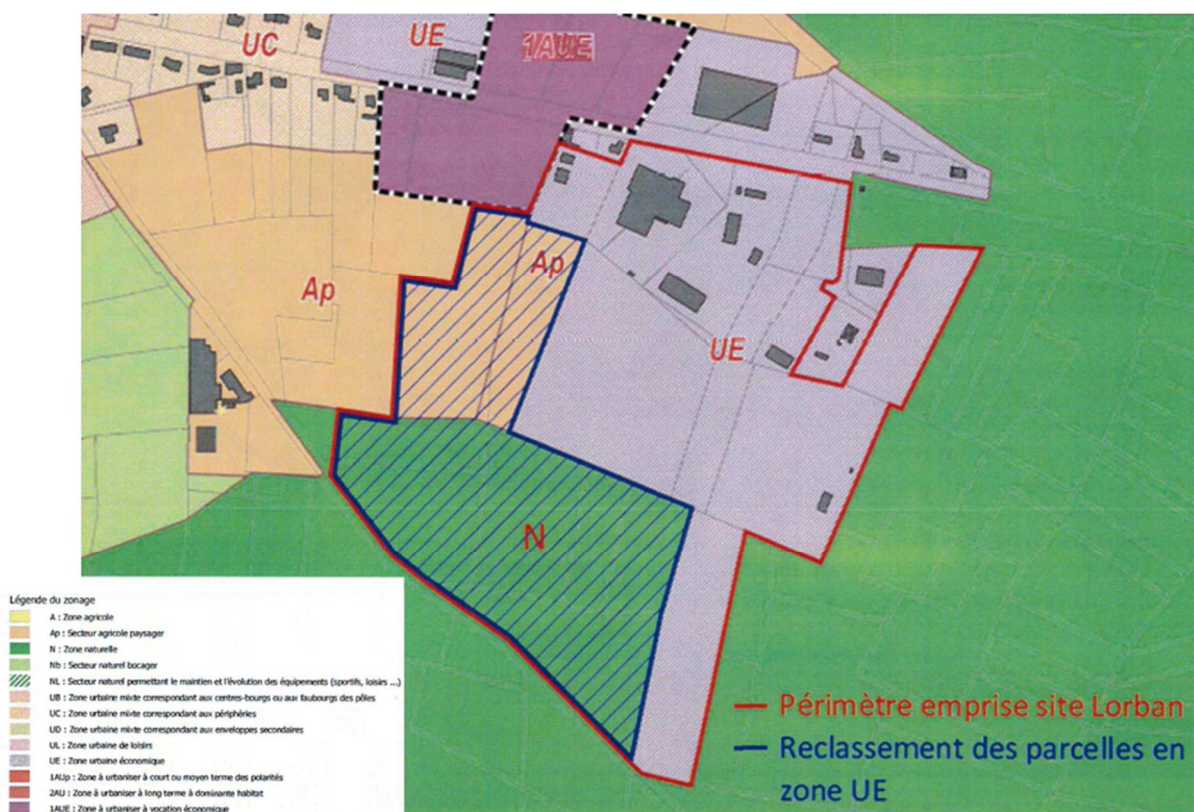 UC
UE
1AUE
Ap
Ap
UE
N
Légende du zonage
A : Zone agricole
Ap : Secteur agricole paysager
N : Zone naturelle
Nb : Secteur naturel bocager
NL : Secteur naturel permettant le maintien et l'évolution des équipements (sportifs, loisirs ...)
UB : Zone urbaine mixte correspondant aux centres-bourgs ou aux faubourgs des pôles
UC : Zone urbaine mixte correspondant aux périphéries
UD : Zone urbaine mixte correspondant aux enveloppes secondaires
UL : Zone urbaine de loisirs
UE : Zone urbaine économique
1AUp : Zone à urbaniser à court ou moyen terme des polarités
2AU : Zone à urbaniser à long terme à dominante habitat
1AUE : Zone à urbaniser à vocation économique
Périmètre emprise site Lorban
Reclassement des parcelles en
zone UE